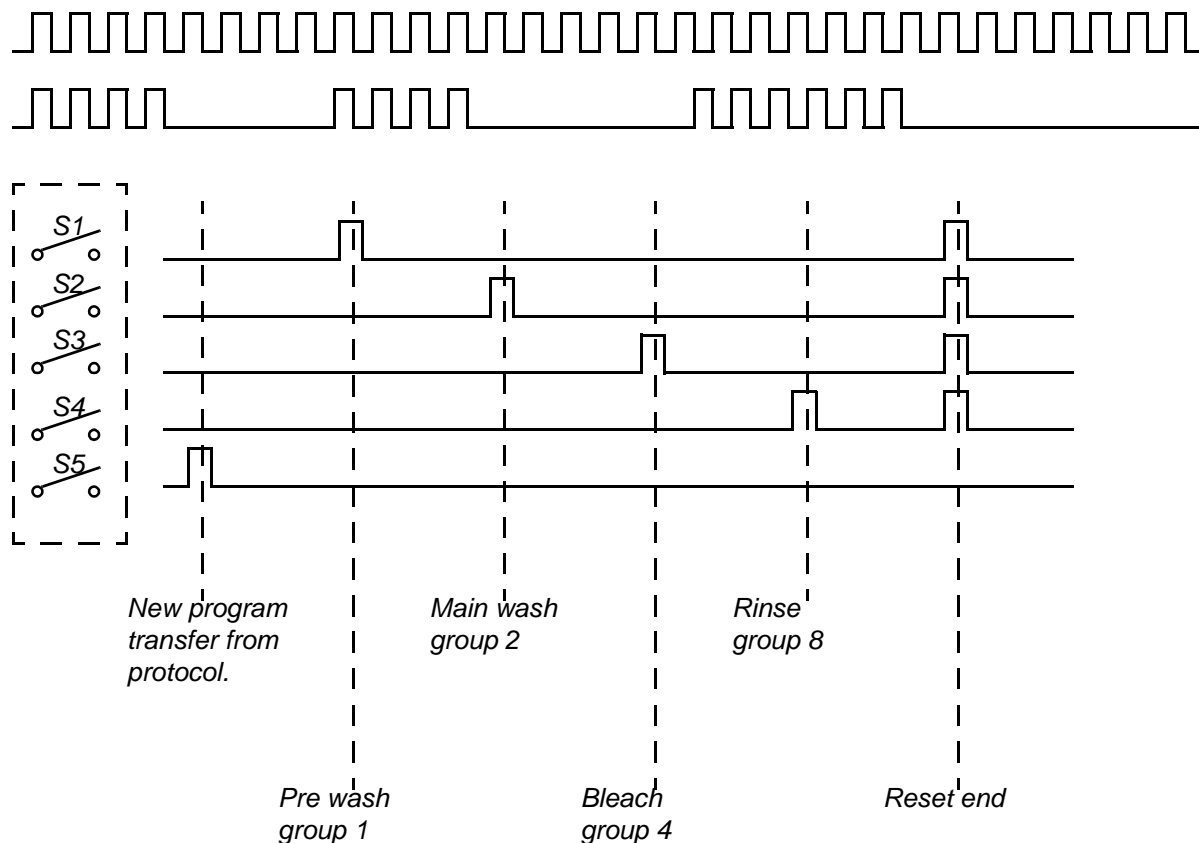 S1
S2
S3
S4
S5
New program
transfer from
protocol.
Main wash
group 2
Rinse
group 8
Pre wash
group 1
Bleach
group 4
Reset end